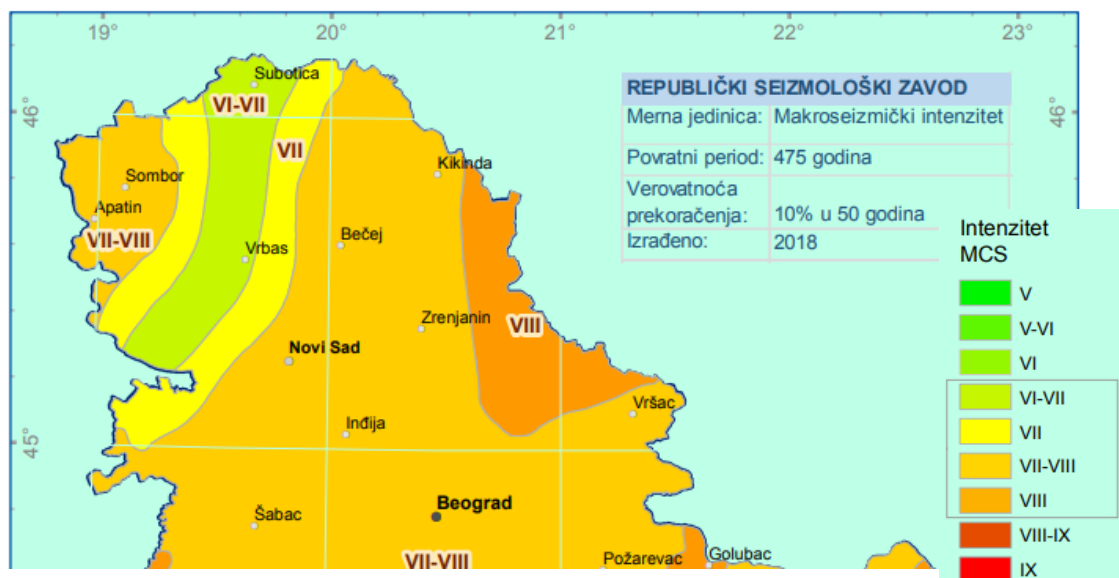 19° 20° 21° 22° 23°
46°
46°
45°
Subotica
VI-VII
VII
Kikinda
Sombor
Apatin
VII-VIII
Bečej
Vrbas
Zrenjanin
VIII
Novi Sad
Vršac
Inđija
Beograd
Šabac
VII-VIII
Požarevac
Golubac
REPUBLIČKI SEIZMOLOŠKI ZAVOD
Merna jedinica: Makroseizmički intenzitet
Povratni period: 475 godina
Verovatnoća
prekoračenja: 10% u 50 godina
Izrađeno: 2018
Intenzitet
MCS
V
V-VI
VI
VI-VII
VII
VII-VIII
VIII
VIII-IX
IX